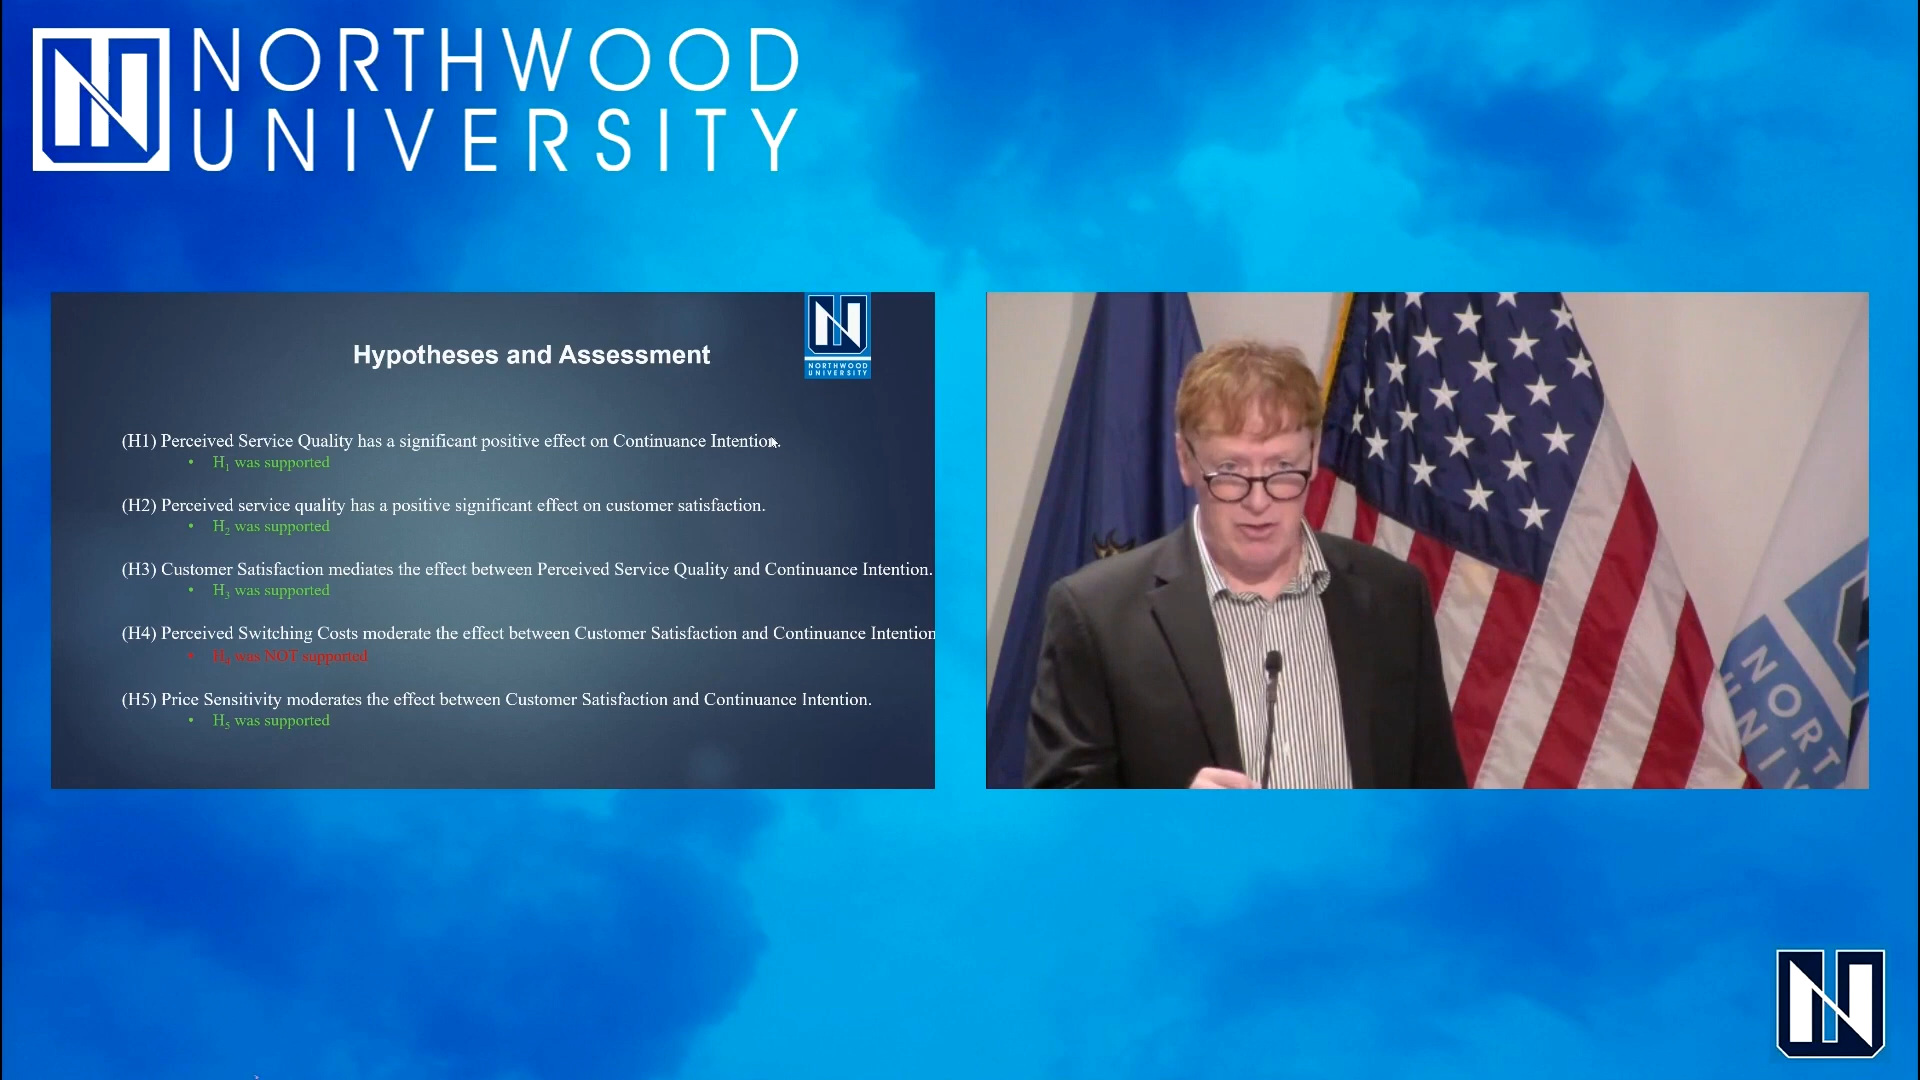 NORTHWOOD
UNIVERSITY
NORTHWOOD
UNIVERSITY
Hypotheses and Assessment
(H1) Perceived Service Quality has a significant positive effect on Continuance Intention.
• H₁ was supported
(H2) Perceived service quality has a positive significant effect on customer satisfaction.
• H₂ was supported
(H3) Customer Satisfaction mediates the effect between Perceived Service Quality and Continuance Intention.
• H₃ was supported
(H4) Perceived Switching Costs moderate the effect between Customer Satisfaction and Continuance Intention
• H₄ was NOT supported
(H5) Price Sensitivity moderates the effect between Customer Satisfaction and Continuance Intention.
• H₅ was supported
NORT
UNIV